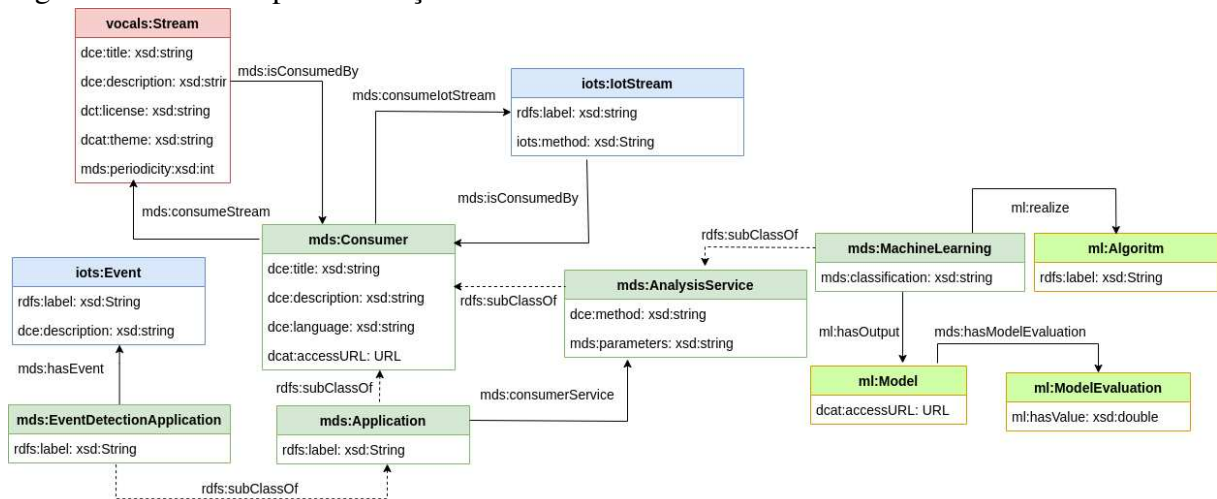 vocals:Stream
dce:title: xsd:string
dce:description: xsd:strir
dct:license: xsd:string
dcat:theme: xsd:string
mds:periodicity:xsd:int
mds:isConsumedBy
mds:consumeIotStream
iots:IotStream
rdfs:label: xsd:string
iots:method: xsd:String
mds:consumeStream
mds:isConsumedBy
mds:Consumer
dce:title: xsd:string
dce:description: xsd:string
dce:language: xsd:string
dcat:accessURL: URL
iots:Event
rdfs:label: xsd:String
dce:description: xsd:string
rdfs:subClassOf
mds:AnalysisService
dce:method: xsd:string
mds:parameters: xsd:string
rdfs:subClassOf
mds:MachineLearning
mds:classification: xsd:string
ml:realize
ml:Algoritm
rdfs:label: xsd:String
ml:hasOutput
mds:hasModelEvaluation
ml:Model
dcat:accessURL: URL
ml:ModelEvaluation
ml:hasValue: xsd:double
mds:hasEvent
rdfs:subClassOf
mds:consumerService
mds:EventDetectionApplication
rdfs:label: xsd:String
mds:Application
rdfs:label: xsd:String
rdfs:subClassOf